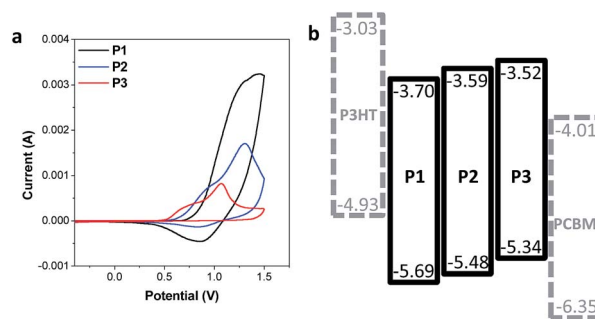 a
P1
P2
P3
0.004
0.003
0.002
0.001
0.000
-0.001
Current (A)
0.0
0.5
1.0
1.5
Potential (V)
b
-3.03
P3HT
-4.93
-3.70
P1
-5.69
-3.59
P2
-5.48
-3.52
P3
-5.34
-4.01
PCBM
-6.35